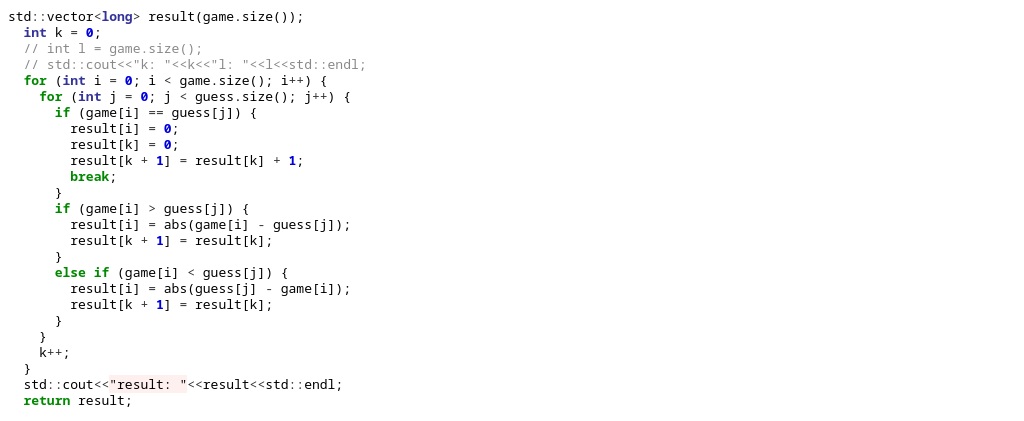 std::vector<long> result(game.size());
  int k = 0;
  // int l = game.size();
  // std::cout<<"k: "<<k<<"l: "<<l<<std::endl;
  for (int i = 0; i < game.size(); i++) {
    for (int j = 0; j < guess.size(); j++) {
      if (game[i] == guess[j]) {
        result[i] = 0;
        result[k] = 0;
        result[k + 1] = result[k] + 1;
        break;
      }
      if (game[i] > guess[j]) {
        result[i] = abs(game[i] - guess[j]);
        result[k + 1] = result[k];
      }
      else if (game[i] < guess[j]) {
        result[i] = abs(guess[j] - game[i]);
        result[k + 1] = result[k];
      }
    }
    k++;
  }
  std::cout<<"result: "<<result<<std::endl;
  return result;